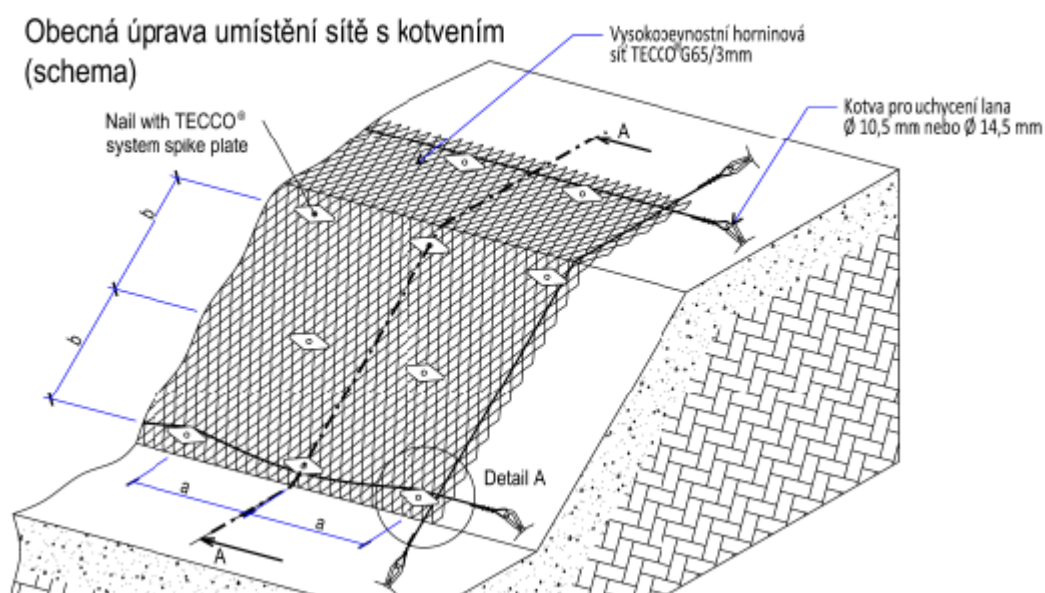 Obecná úprava umístění sítě s kotvením
(schema)
Vysokopevnostní horninová
síť TECCO®G65/3mm
Kotva pro uchycení lana
Ø 10,5 mm nebo Ø 14,5 mm
Nail with TECCO®
system spike plate
A
b
b
Detail A
a
a
A